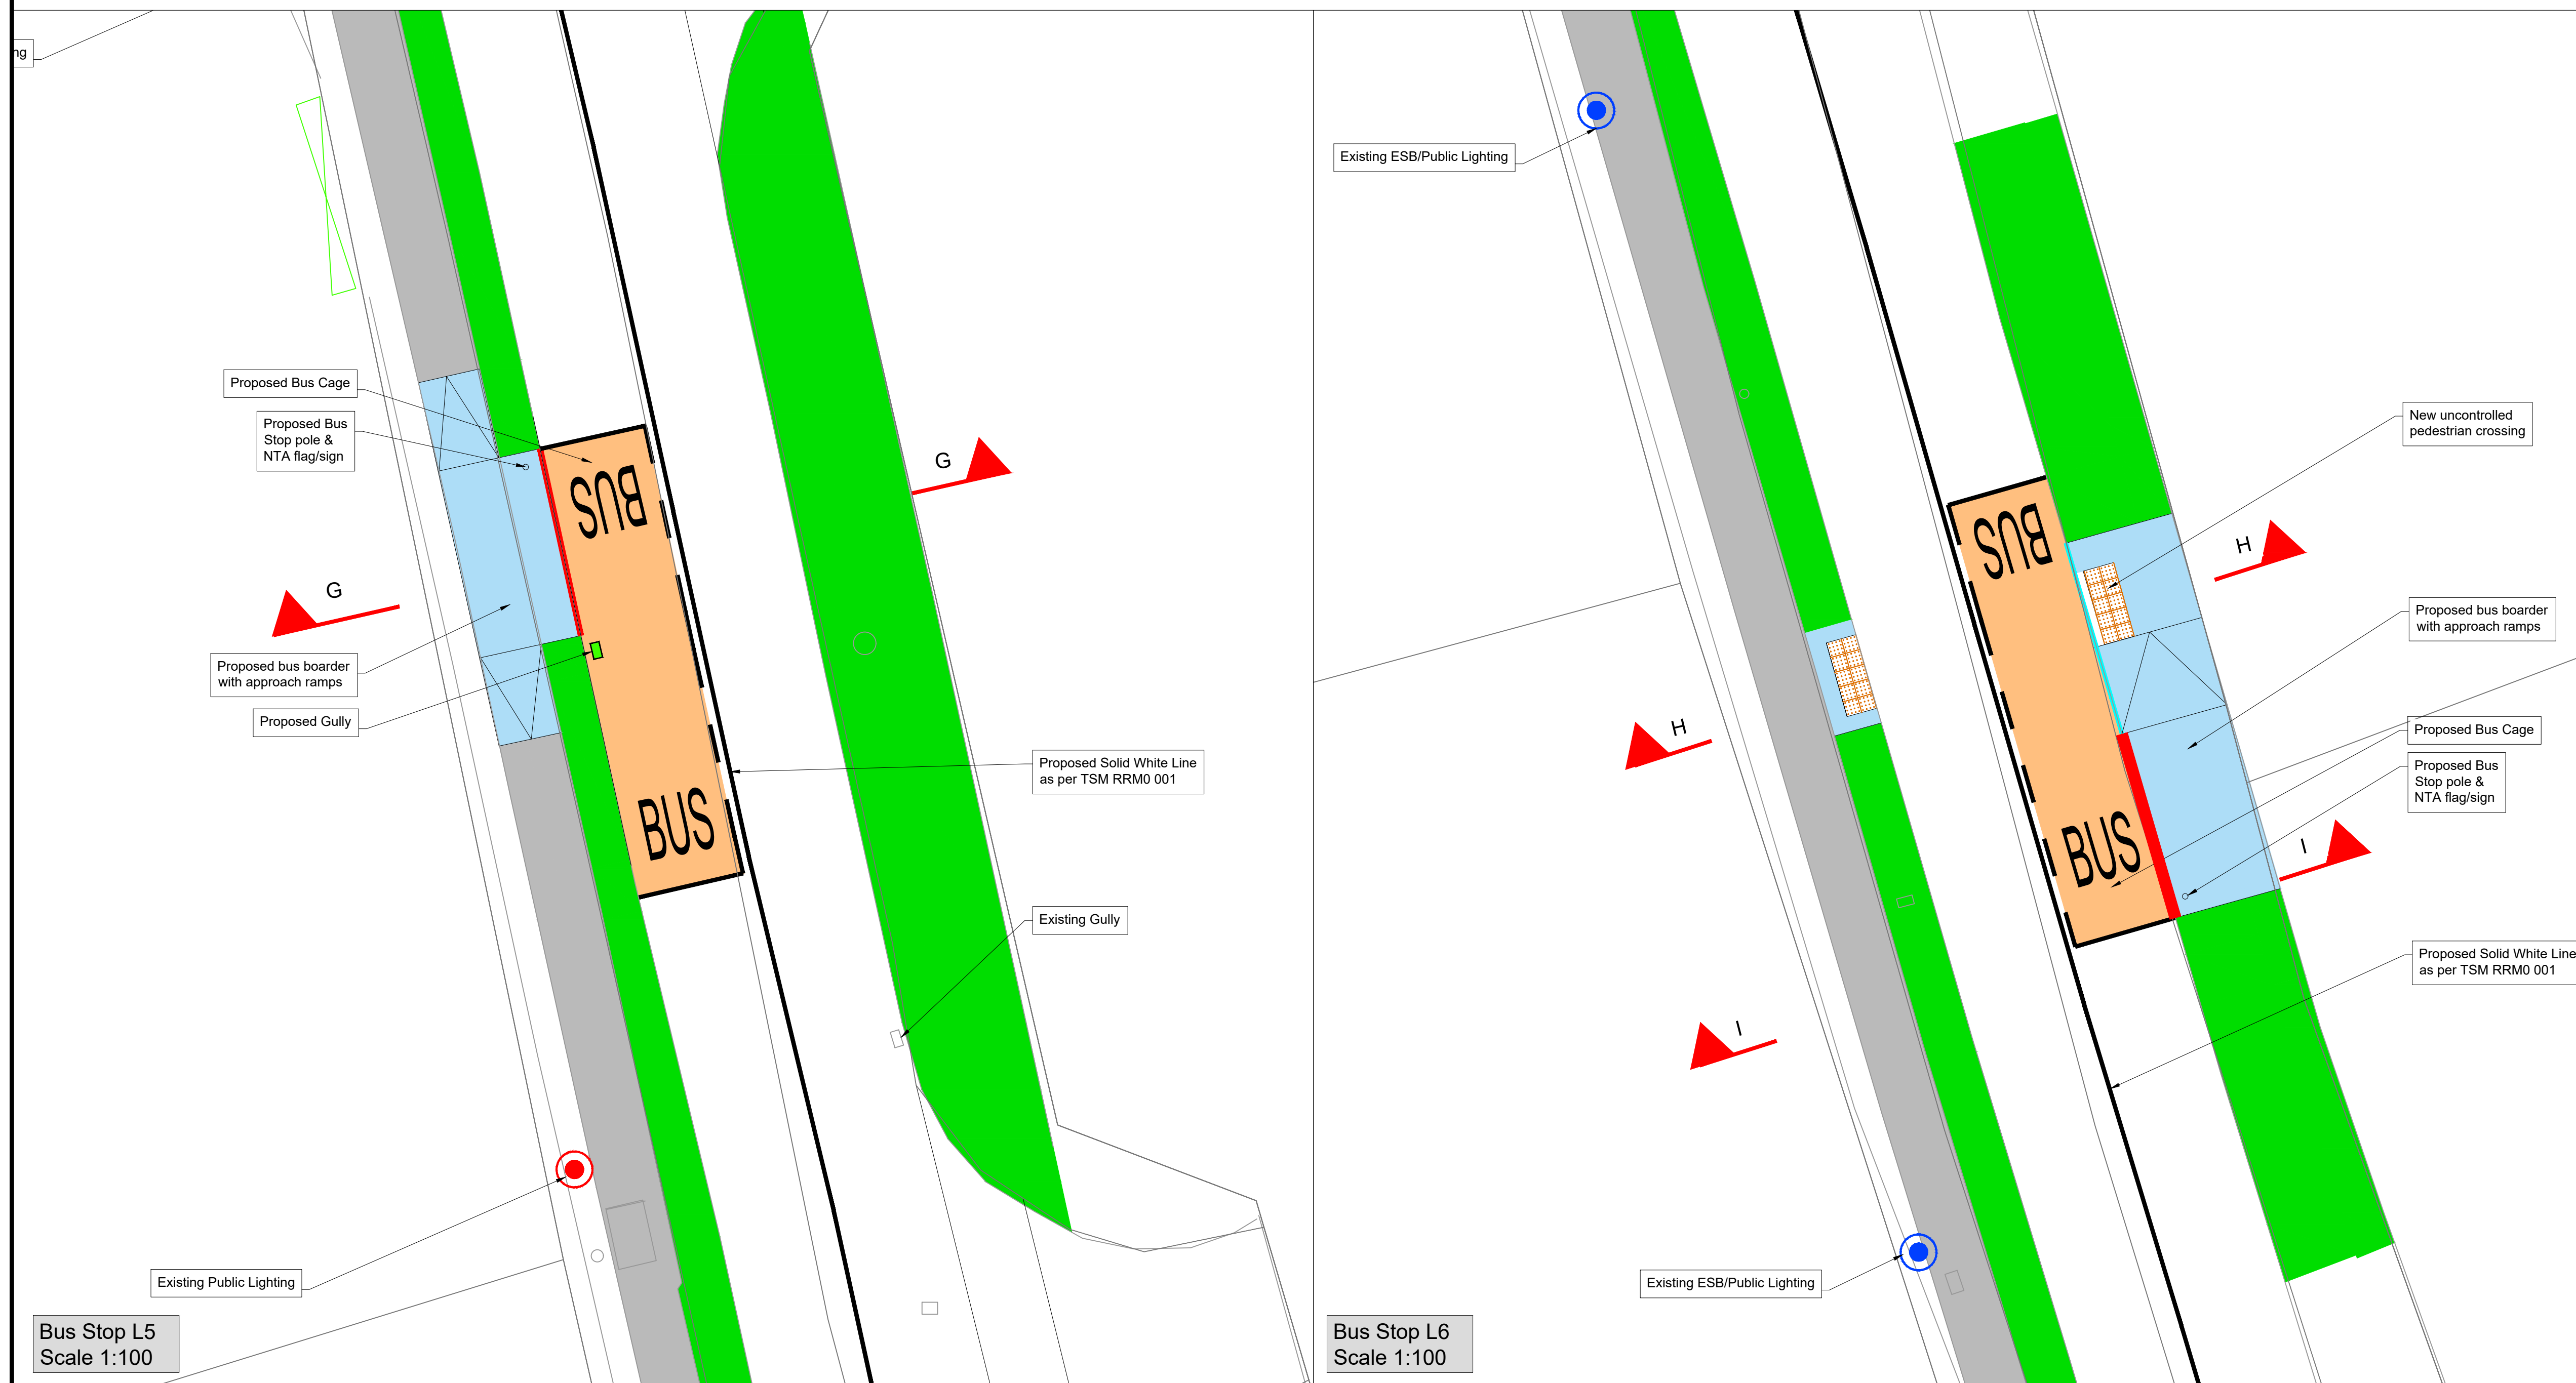 ng
Proposed Bus Cage
Proposed Bus
Stop pole &
NTA flag/sign
BUS
G
G
Proposed bus boarder
with approach ramps
Proposed Gully
Proposed Solid White Line
as per TSM RRM0 001
BUS
Existing Gully
Existing Public Lighting
Bus Stop L5
Scale 1:100
Existing ESB/Public Lighting
New uncontrolled
pedestrian crossing
BUS
H
Proposed bus boarder
with approach ramps
H
Proposed Bus Cage
Proposed Bus
Stop pole &
NTA flag/sign
BUS
I
Proposed Solid White Line
as per TSM RRM0 001
I
Existing ESB/Public Lighting
Bus Stop L6
Scale 1:100